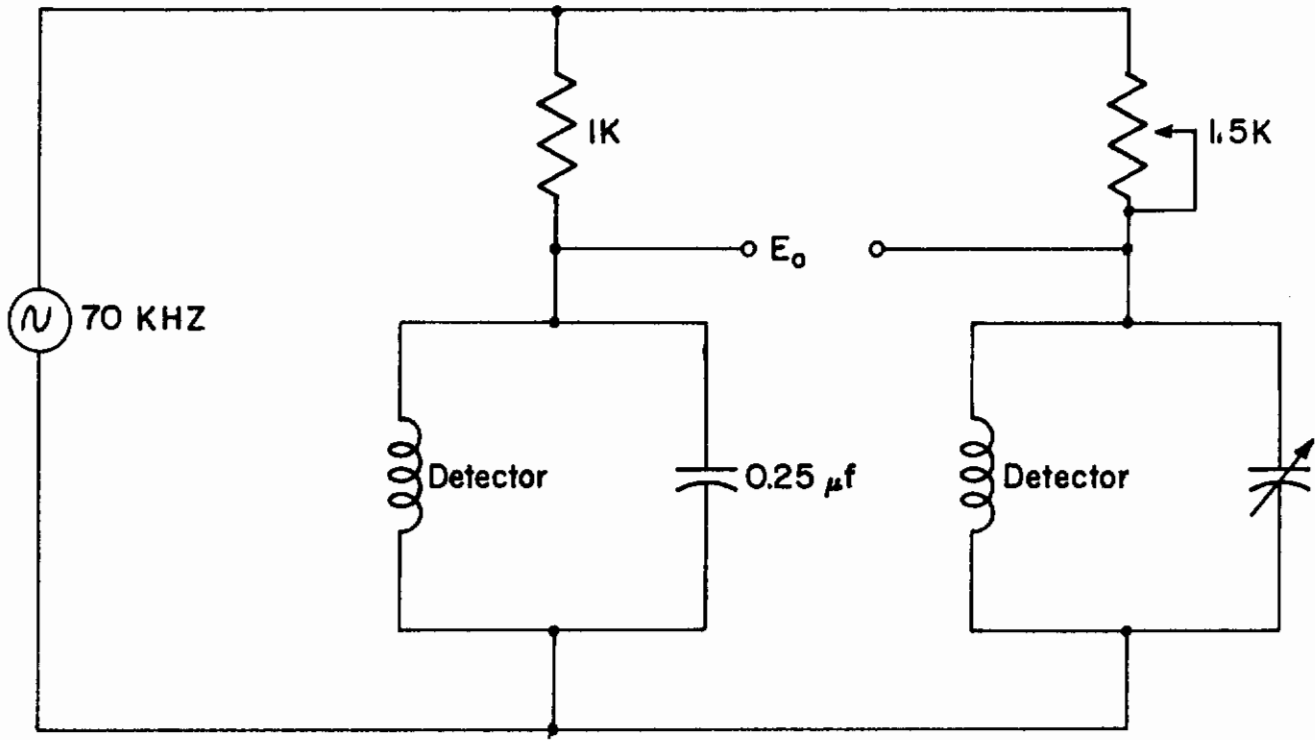 1K
1.5K
E₀
70 KHZ
Detector
0.25 μf
Detector